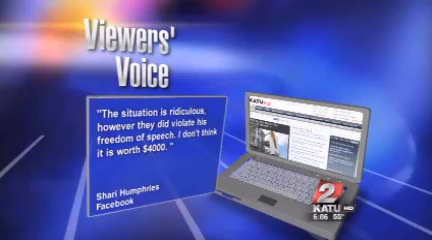 Viewers'
Voice
"The situation is ridiculous,
however they did violate his
freedom of speech. I don't think
it is worth $4000. "
Shari Humphries
Facebook
KATU
2
KATU HD
6:06 55°